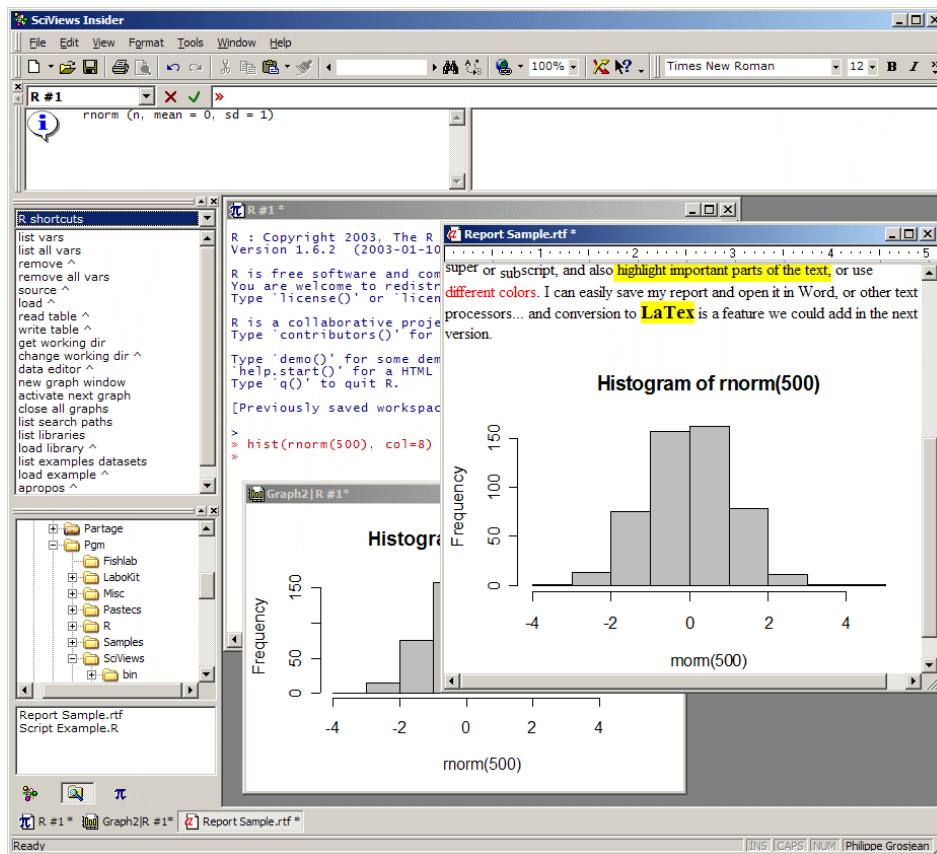 SciViews Insider
File Edit View Format Tools Window Help
100% Times New Roman 12 B I
R #1 »
rnorm (n, mean = 0, sd = 1)
R shortcuts
list vars
list all vars
remove ^
remove all vars
source ^
load ^
read table ^
write table ^
get working dir
change working dir ^
data editor ^
new graph window
activate next graph
close all graphs
list search paths
list libraries
load library ^
list examples datasets
load example ^
apropos ^
Partage
Pgm
Fishlab
LaboKit
Misc
Pastecs
R
Samples
SciViews
bin
Report Sample.rtf
Script Example.R
R #1 *
R : Copyright 2003, The R
Version 1.6.2 (2003-01-10
R is free software and com
You are welcome to redistr
Type `license()' or `licen
R is a collaborative proje
Type `contributors()' for
Type `demo()' for some dem
`help.start()' for a HTML
Type `q()' to quit R.
[Previously saved workspac
>
» hist(rnorm(500), col=8)
»
Graph2|R #1*
Histogra
Frequency
150
50
0
-4 -2 0 2 4
rnorm(500)
Report Sample.rtf *
1 2 3 4 5
super or subscript, and also highlight important parts of the text, or use
different colors. I can easily save my report and open it in Word, or other text
processors... and conversion to LaTex is a feature we could add in the next
version.
Histogram of rnorm(500)
Frequency
150
100
50
0
-4 -2 0 2 4
rnorm(500)
R #1 * Graph2|R #1* Report Sample.rtf *
Ready INS CAPS NUM Philippe Grosjean